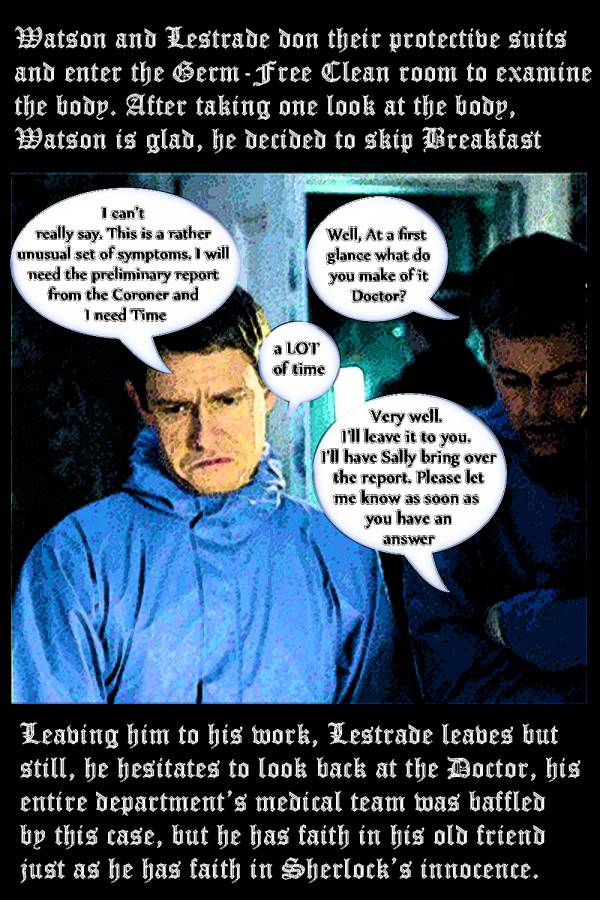 Watson and Lestrade don their protective suits
and enter the Germ-Free Clean room to examine
the body. After taking one look at the body,
Watson is glad, he decided to skip Breakfast
Well, At a first
glance what do
you make of it
Doctor?
I can't
really say. This is a rather
unusual set of symptoms. I will
need the preliminary report
from the Coroner and
I need Time
a LOT
of time
Very well.
I'll leave it to you.
I'll have Sally bring over
the report. Please let
me know as soon as
you have an
answer
Leaving him to his work, Lestrade leaves but
still, he hesitates to look back at the Doctor, his
entire department's medical team was baffled
by this case, but he has faith in his old friend
just as he has faith in Sherlock's innocence.